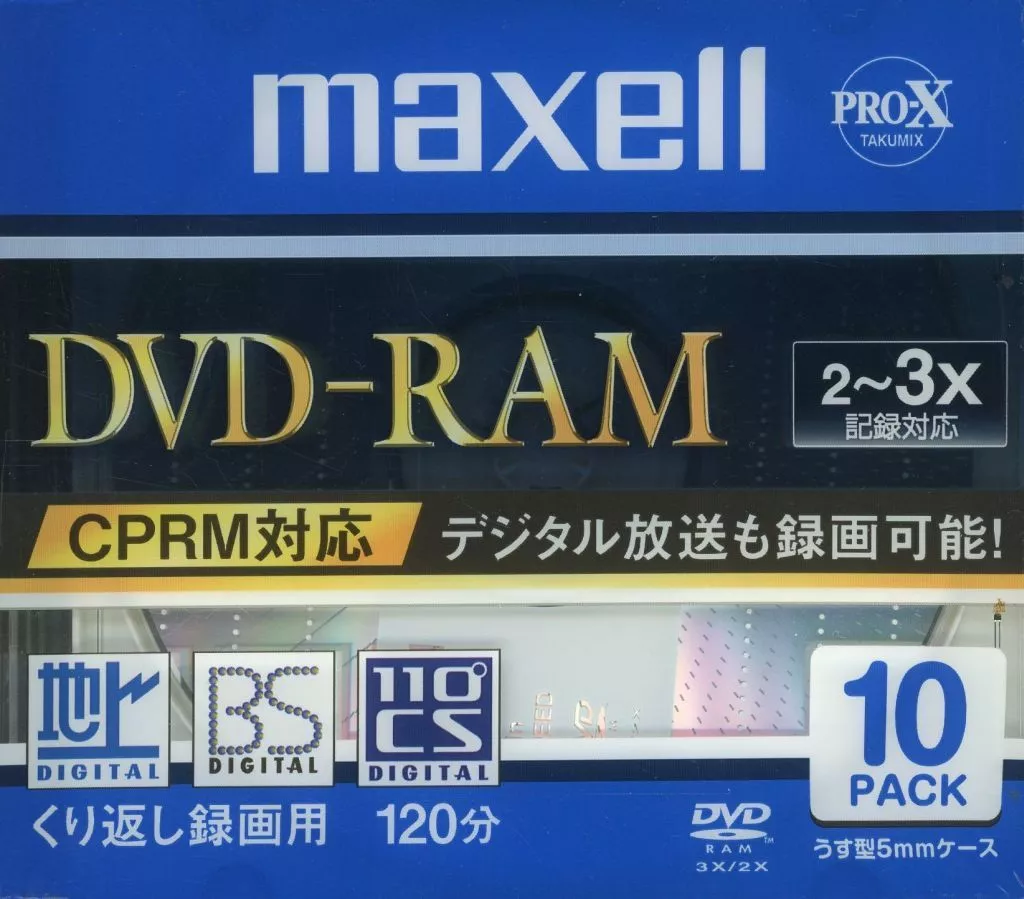 maxell
PRO-X
TAKUMIX
DVD-RAM
2~3X
記録対応
CPRM対応 デジタル放送も録画可能!
地上
DIGITAL
BS
DIGITAL
110°
CS
DIGITAL
10
PACK
くり返し録画用 120分
DVD
RAM™
3X/2X
うす型5mmケース